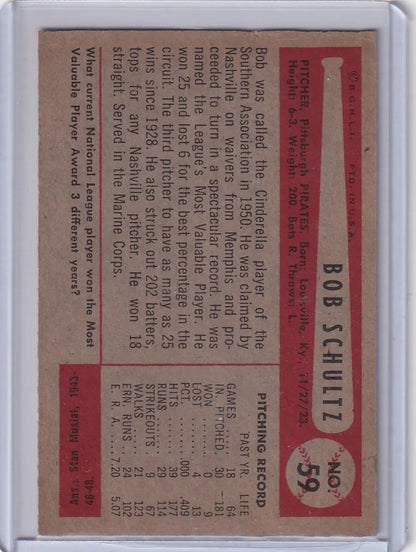 © B.G.H.L.I. PTD. IN U.S.A.
BOB SCHULTZ
NO. 59
PITCHER, Pittsburgh PIRATES. Born: Louisville, Ky., 11/27/23.
Height: 6-3. Weight: 200. Bats R. Throws: L.
Bob was called the Cinderella player of the
Southern Association in 1950. He was claimed by
Nashville on waivers from Memphis and pro-
ceeded to turn in a spectacular record. He was
named the League's Most Valuable Player. He
won 25 and lost 6 for the best percentage in the
circuit. The third pitcher to have as many as 25
wins since 1928. He also struck out 202 batters,
tops for any Nashville pitcher. He won 18
straight. Served in the Marine Corps.
PITCHING RECORD
PAST YR. LIFE
GAMES 18 64
IN. PITCHED 30 -181
WON 0 9
LOST 4 13
PCT. .000 .409
HITS 39 177
RUNS 29 114
STRIKEOUTS 9 67
WALKS 21 123
ERN. RUNS 24 102
E. R. A. 7.20 5.07
What current National League player won the Most
Valuable Player Award 3 different years?
Ans: Stan Musial, '48-'46-
1943